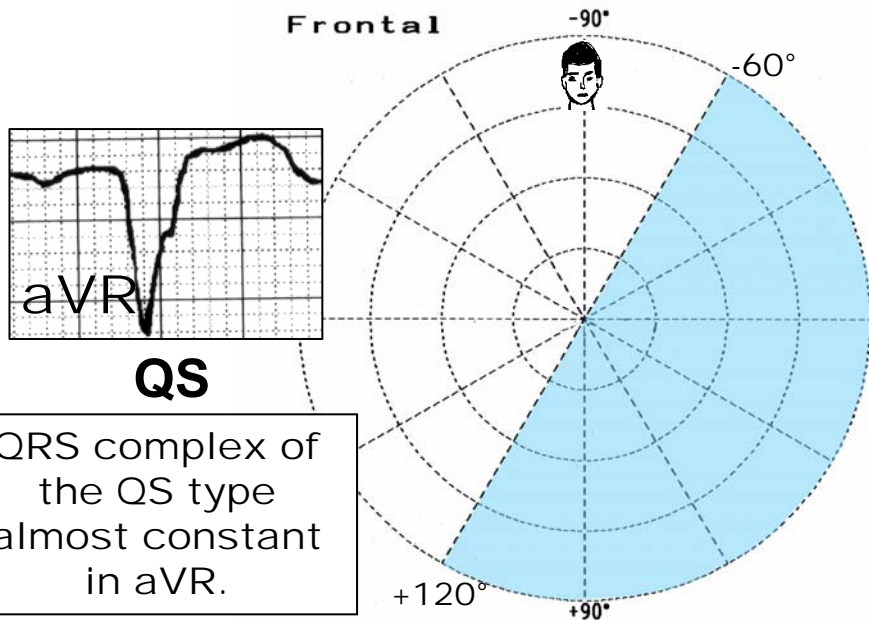 Frontal
-90°
-60°
aVR
QS
QRS complex of
the QS type
almost constant
in aVR.
+120°
+90°